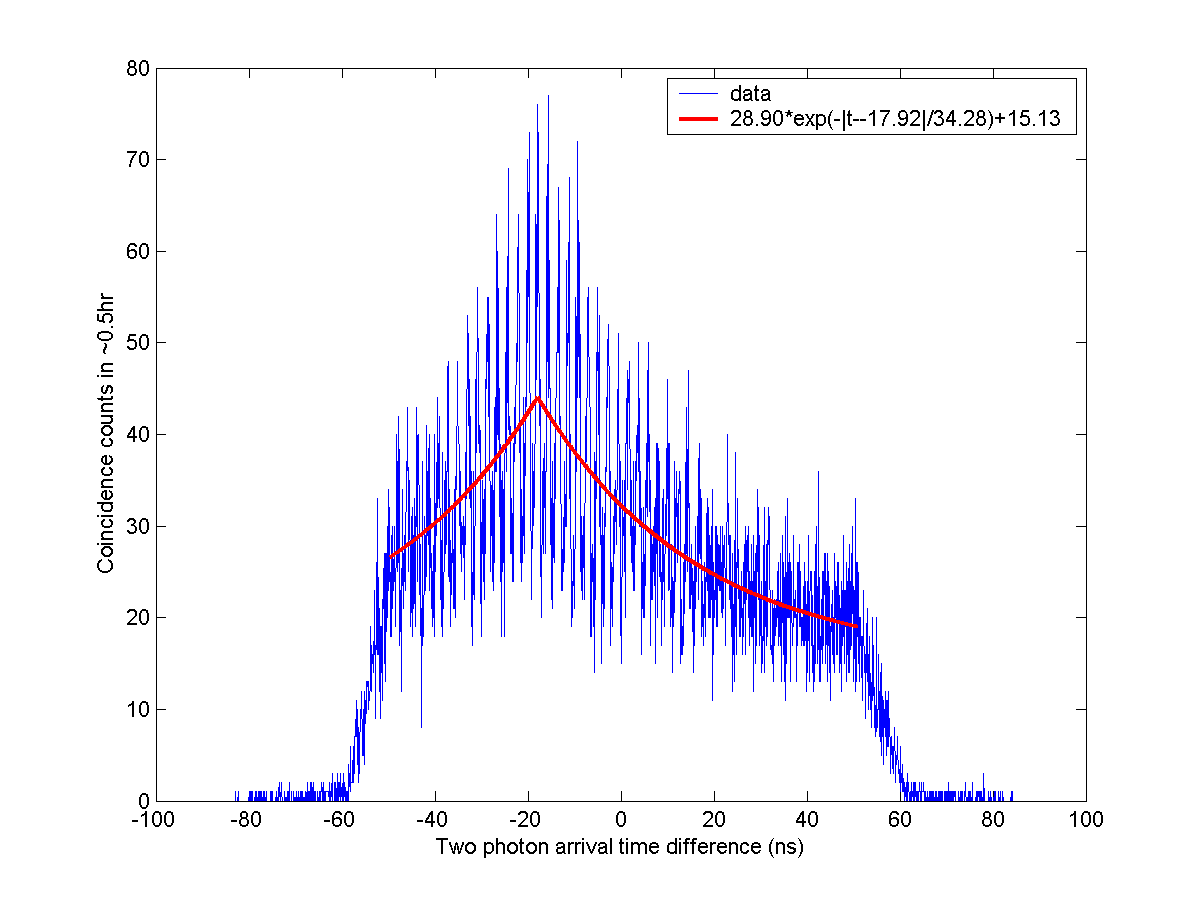 data
28.90*exp(-|t--17.92|/34.28)+15.13
80
70
60
50
40
30
20
10
0
Coincidence counts in ~0.5hr
-100 -80 -60 -40 -20 0 20 40 60 80 100
Two photon arrival time difference (ns)